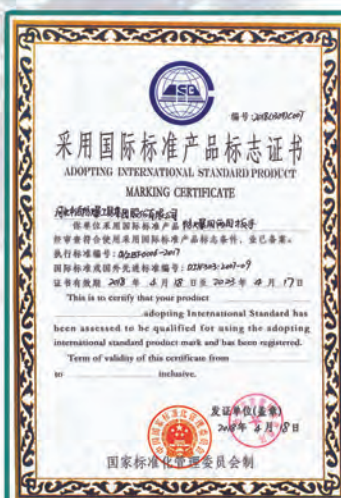 编号:
采用国际标准产品标志证书
ADOPTING INTERNATIONAL STANDARD PRODUCT
MARKING CERTIFICATE
你单位采用国际标准产品
经审查符合使用采用国际标准产品标志条件，业已备案。
执行标准编号:
国际标准或国外先进标准编号:
证书有效期 2018 年 4 月 18 日至 2023 年 4 月 17 日
This is to certify that your product
adopting International Standard has
been assessed to be qualified for using the adopting
international standard product mark and has been registered.
Term of validity of this certificate from
to inclusive.
发证单位(盖章)
2018 年 4 月 18 日
国家标准化管理委员会制